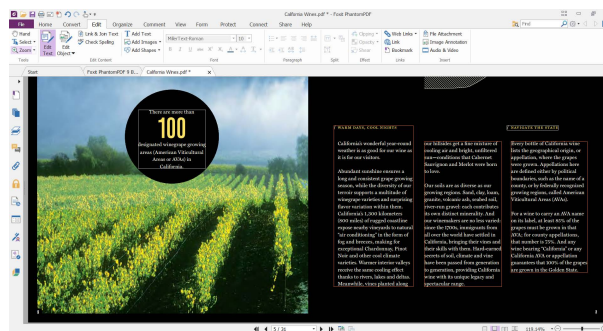 California Wines.pdf * - Foxit PhantomPDF
File Home Convert Edit Organize Comment View Form Protect Connect Share Help
Find
Hand
Select
Zoom
Tools
Edit Text
Edit Object
Link & Join Text
Check Spelling
Edit Content
Add Text
Add Images
Add Shapes
Miller Text-Roman
10
Font
Paragraph
Split
Effect
Web Links
Link
Bookmark
Links
File Attachment
Image Annotation
Audio & Video
Insert
Start
Foxit PhantomPDF 9 B...
California Wines.pdf *
There are more than
100
designated winegrape growing
areas (American Viticultural
Areas or AVAs) in
California.
WARM DAYS, COOL NIGHTS
California's wonderful year-round
weather is as good for our wine as
it is for our visitors.
Abundant sunshine ensures a
long and consistent grape growing
season, while the diversity of our
terroir supports a multitude of
winegrape varieties and surprising
flavor variation within them.
California's 1,300 kilometers
(800 miles) of rugged coastline
expose nearby vineyards to natural
"air conditioning" in the form of
fog and breezes, making for
exceptional Chardonnay, Pinot
Noir and other cool climate
varieties. Warmer interior valleys
receive the same cooling effect
thanks to rivers, lakes and deltas.
Meanwhile, vines planted along
our hillsides get a fine mixture of
cooling air and bright, unfiltered
sun—conditions that Cabernet
Sauvignon and Merlot were born
to love.
Our soils are as diverse as our
growing regions. Sand, clay, loam,
granite, volcanic ash, seabed soil,
river-run gravel: each contributes
its own distinct minerality. And
our winemakers are no less varied:
since the 1700s, immigrants from
all over the world have settled in
California, bringing their vines and
their skills with them. Hard-earned
secrets of soil, climate and vine
have been passed from generation
to generation, providing California
wine with its unique legacy and
spectacular range.
NAVIGATE THE STATE
Every bottle of California wine
lists the geographical origin, or
appellation, where the grapes
were grown. Appellations here
are defined either by political
boundaries, such as the name of a
county, or by federally recognized
growing regions, called American
Viticultural Areas (AVAs).
For a wine to carry an AVA name
on its label, at least 85% of the
grapes must be grown in that
AVA; for county appellations,
that number is 75%. And any
wine bearing "California" or any
California AVA or appellation
guarantees that 100% of the grapes
are grown in the Golden State.
5 / 26